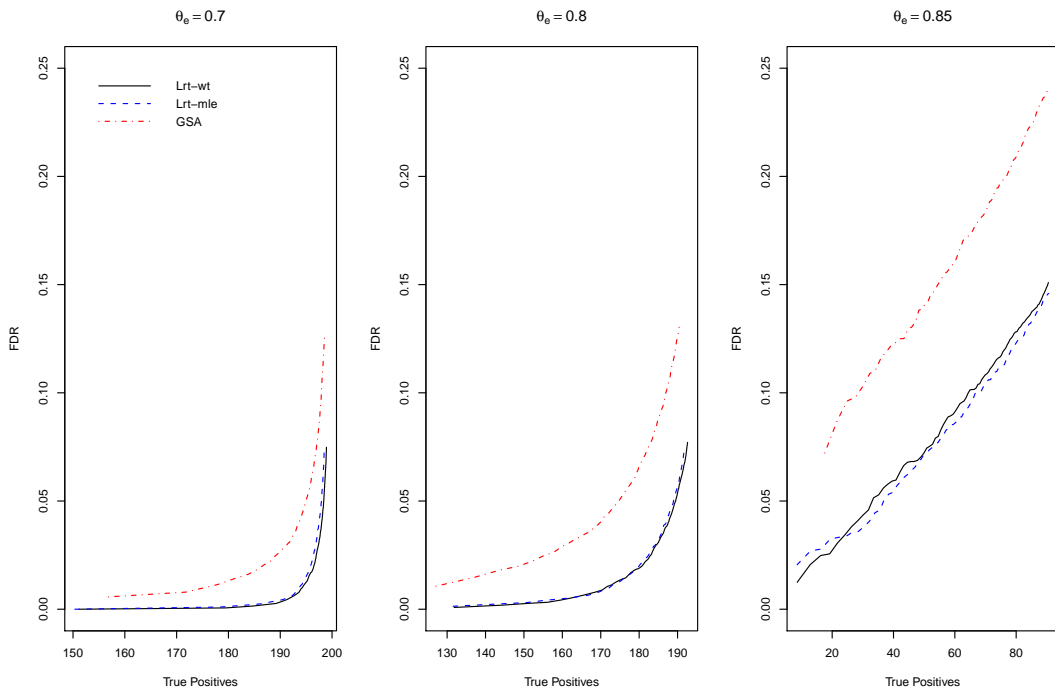 θe = 0.7
FDR
0.00 0.05 0.10 0.15 0.20 0.25
Lrt−wt
Lrt−mle
GSA
150 160 170 180 190 200
True Positives
θe = 0.8
FDR
0.00 0.05 0.10 0.15 0.20 0.25
130 140 150 160 170 180 190
True Positives
θe = 0.85
FDR
0.00 0.05 0.10 0.15 0.20 0.25
20 40 60 80
True Positives